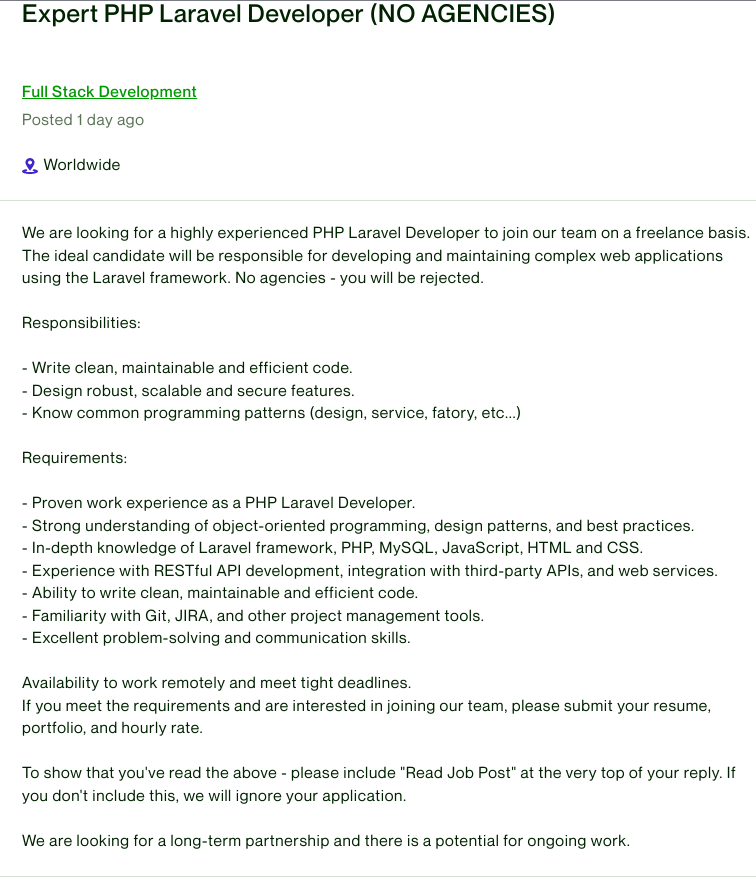 Expert PHP Laravel Developer (NO AGENCIES)
Full Stack Development
Posted 1 day ago
Worldwide
We are looking for a highly experienced PHP Laravel Developer to join our team on a freelance basis.
The ideal candidate will be responsible for developing and maintaining complex web applications
using the Laravel framework. No agencies - you will be rejected.
Responsibilities:
- Write clean, maintainable and efficient code.
- Design robust, scalable and secure features.
- Know common programming patterns (design, service, fatory, etc...)
Requirements:
- Proven work experience as a PHP Laravel Developer.
- Strong understanding of object-oriented programming, design patterns, and best practices.
- In-depth knowledge of Laravel framework, PHP, MySQL, JavaScript, HTML and CSS.
- Experience with RESTful API development, integration with third-party APIs, and web services.
- Ability to write clean, maintainable and efficient code.
- Familiarity with Git, JIRA, and other project management tools.
- Excellent problem-solving and communication skills.
Availability to work remotely and meet tight deadlines.
If you meet the requirements and are interested in joining our team, please submit your resume,
portfolio, and hourly rate.
To show that you've read the above - please include "Read Job Post" at the very top of your reply. If
you don't include this, we will ignore your application.
We are looking for a long-term partnership and there is a potential for ongoing work.